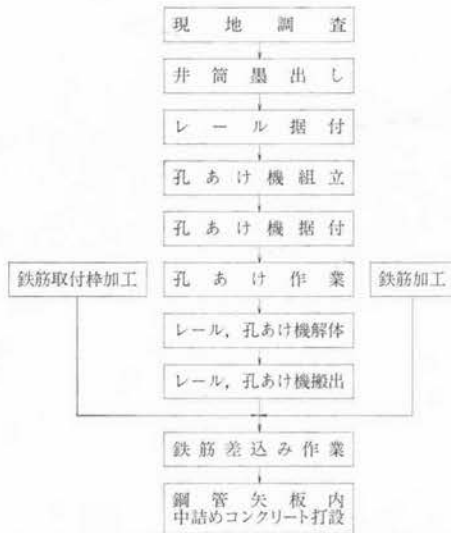 現地調査
井筒墨出し
レール据付
孔あけ機組立
孔あけ機据付
鉄筋取付枠加工
孔あけ作業
鉄筋加工
レール，孔あけ機解体
レール，孔あけ機搬出
鉄筋差込み作業
鋼管矢板内
中詰めコンクリート打設